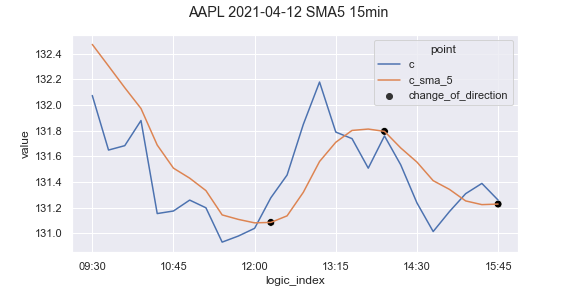 AAPL 2021-04-12 SMA5 15min
point
c
c_sma_5
change_of_direction
value
132.4
132.2
132.0
131.8
131.6
131.4
131.2
131.0
09:30 10:45 12:00 13:15 14:30 15:45
logic_index